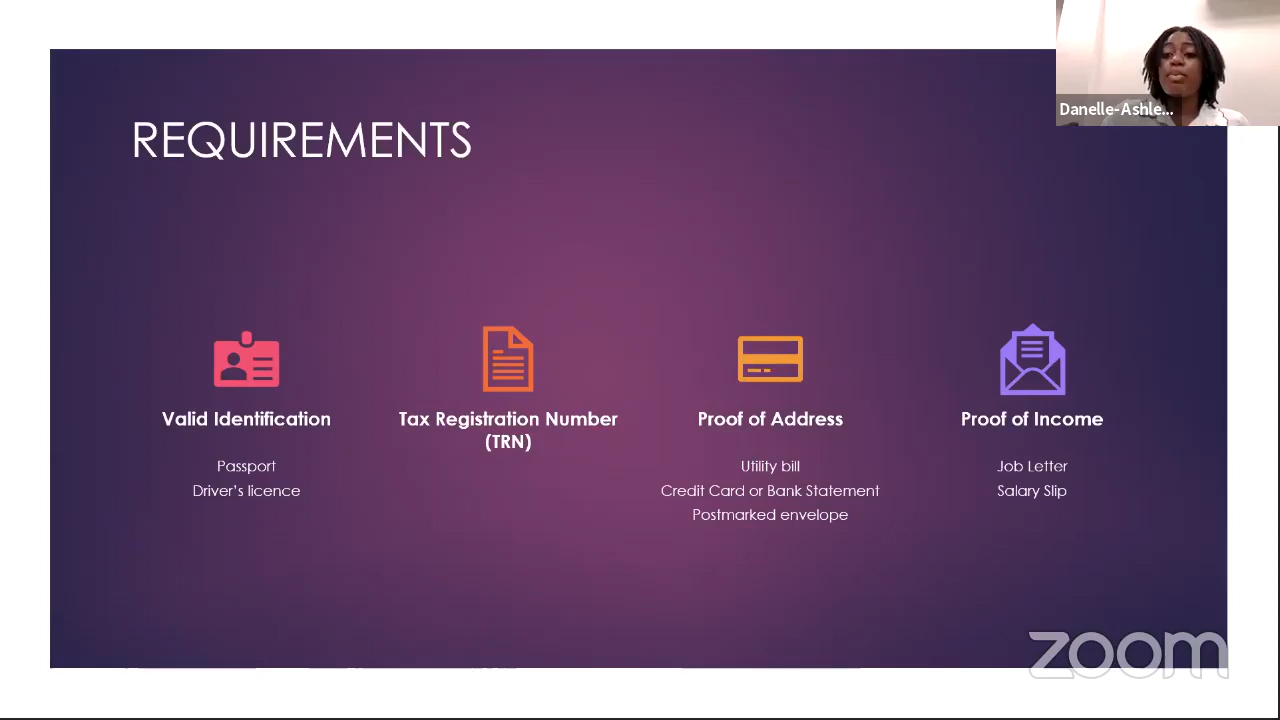 Danelle-Ashle...
REQUIREMENTS
Valid Identification
Passport
Driver's licence
Tax Registration Number
(TRN)
Proof of Address
Utility bill
Credit Card or Bank Statement
Postmarked envelope
Proof of Income
Job Letter
Salary Slip
zoom